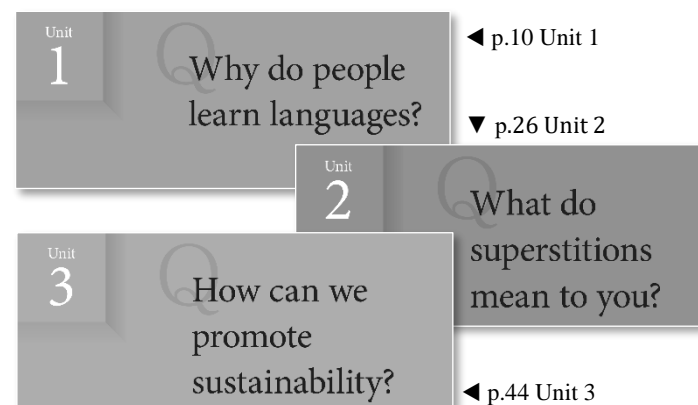 Unit
1
Q
Why do people
learn languages?
◀ p.10 Unit 1
▼ p.26 Unit 2
Unit
2
Q
What do
superstitions
mean to you?
Unit
3
Q
How can we
promote
sustainability?
◀ p.44 Unit 3